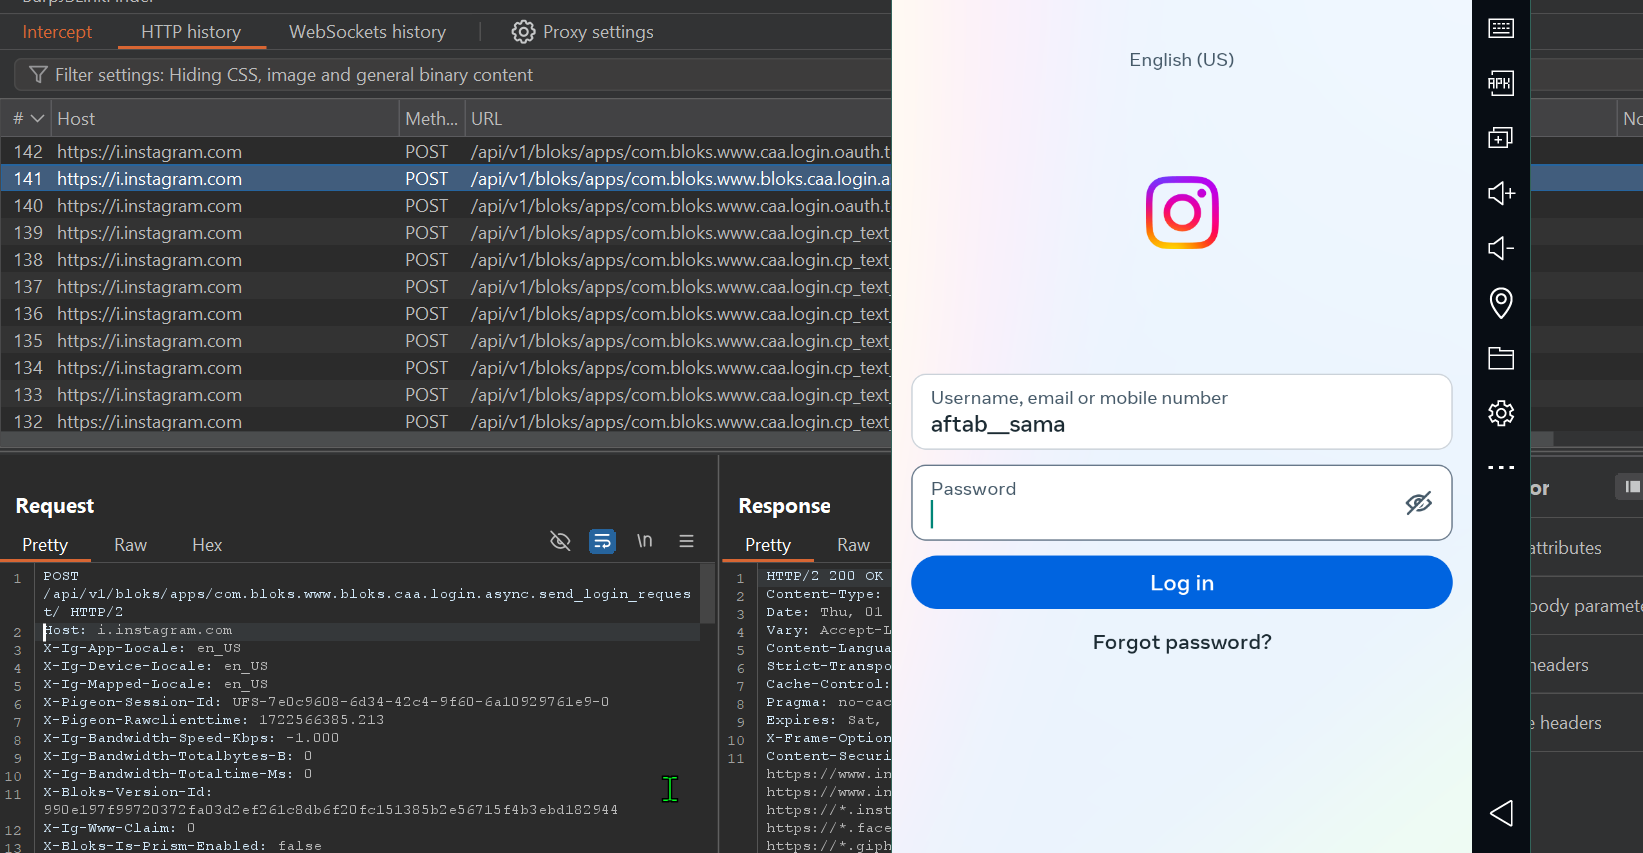 Intercept
HTTP history
WebSockets history
Proxy settings
Filter settings: Hiding CSS, image and general binary content
# Host Meth... URL
142 https://i.instagram.com POST /api/v1/bloks/apps/com.bloks.www.caa.login.oauth.t
141 https://i.instagram.com POST /api/v1/bloks/apps/com.bloks.www.bloks.caa.login.a
140 https://i.instagram.com POST /api/v1/bloks/apps/com.bloks.www.caa.login.oauth.t
139 https://i.instagram.com POST /api/v1/bloks/apps/com.bloks.www.caa.login.cp_text_
138 https://i.instagram.com POST /api/v1/bloks/apps/com.bloks.www.caa.login.cp_text_
137 https://i.instagram.com POST /api/v1/bloks/apps/com.bloks.www.caa.login.cp_text_
136 https://i.instagram.com POST /api/v1/bloks/apps/com.bloks.www.caa.login.cp_text_
135 https://i.instagram.com POST /api/v1/bloks/apps/com.bloks.www.caa.login.cp_text_
134 https://i.instagram.com POST /api/v1/bloks/apps/com.bloks.www.caa.login.cp_text_
133 https://i.instagram.com POST /api/v1/bloks/apps/com.bloks.www.caa.login.cp_text_
132 https://i.instagram.com POST /api/v1/bloks/apps/com.bloks.www.caa.login.cp_text_
Request
Pretty Raw Hex
\n
1 POST
/api/v1/bloks/apps/com.bloks.www.bloks.caa.login.async.send_login_reques
t/ HTTP/2
2 Host: i.instagram.com
3 X-Ig-App-Locale: en_US
4 X-Ig-Device-Locale: en_US
5 X-Ig-Mapped-Locale: en_US
6 X-Pigeon-Session-Id: UFS-7e0c9608-6d34-42c4-9f60-6a10929761e9-0
7 X-Pigeon-Rawclienttime: 1722566385.213
8 X-Ig-Bandwidth-Speed-Kbps: -1.000
9 X-Ig-Bandwidth-Totalbytes-B: 0
10 X-Ig-Bandwidth-Totaltime-Ms: 0
11 X-Bloks-Version-Id:
990e197f99720372fa03d2ef261c8db6f20fc151385b2e56715f4b3ebd182944
12 X-Ig-Www-Claim: 0
13 X-Bloks-Is-Prism-Enabled: false
Response
Pretty Raw
1 HTTP/2 200 OK
2 Content-Type:
3 Date: Thu, 01
4 Vary: Accept-L
5 Content-Langua
6 Strict-Transpo
7 Cache-Control:
8 Pragma: no-cac
9 Expires: Sat,
10 X-Frame-Option
11 Content-Securi
https://www.in
https://www.in
https://*.inst
https://*.face
https://*.giph
English (US)
Username, email or mobile number
aftab__sama
Password
Log in
Forgot password?
APK
No
or
attributes
body paramete
headers
e headers